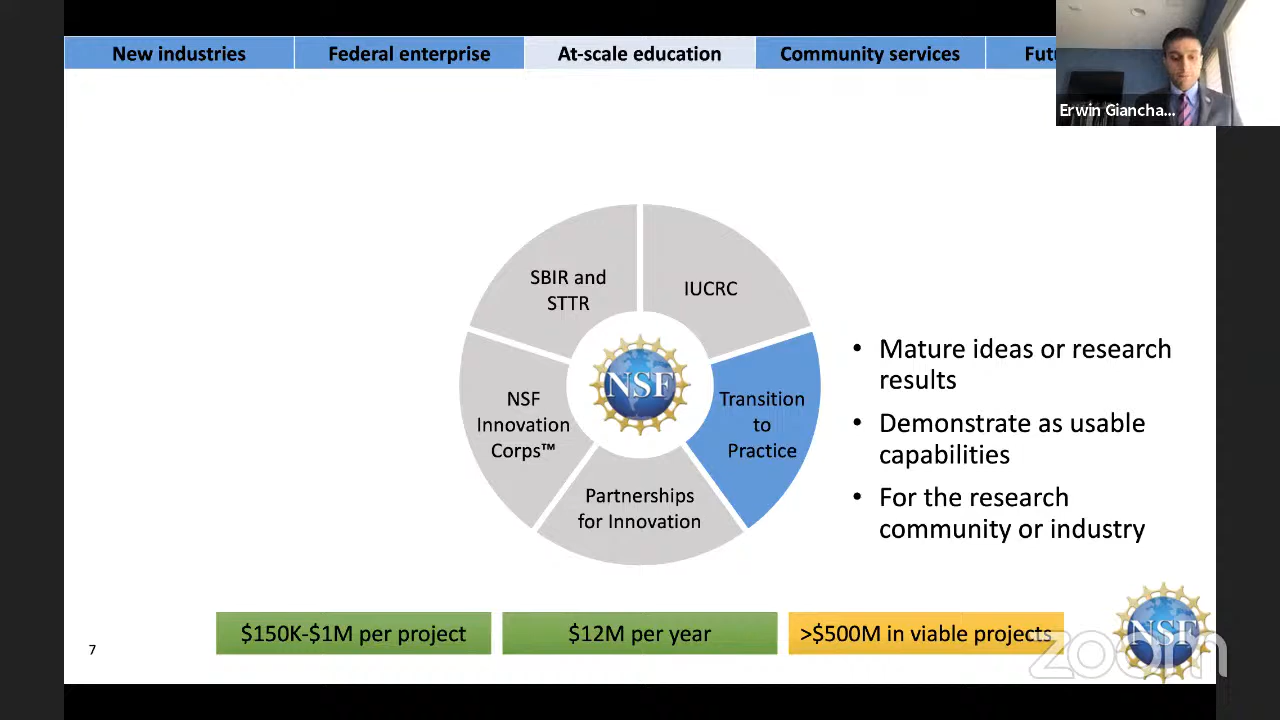 New industries
Federal enterprise
At-scale education
Community services
Futu
Erwin Giancha...
SBIR and
STTR
IUCRC
NSF
Innovation
Corps™
NSF
Transition
to
Practice
Partnerships
for Innovation
• Mature ideas or research
results
• Demonstrate as usable
capabilities
• For the research
community or industry
$150K-$1M per project
$12M per year
>$500M in viable projects
NSF
zoom
7